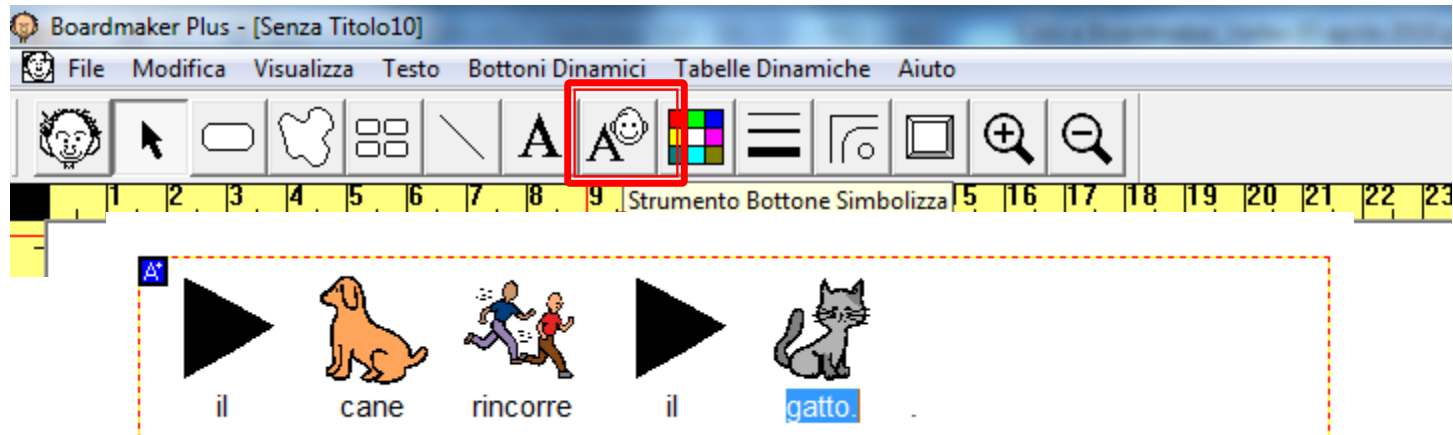 Boardmaker Plus - [Senza Titolo10]
File Modifica Visualizza Testo Bottoni Dinamici Tabelle Dinamiche Aiuto
A A
1 2 3 4 5 6 7 8 9 Strumento Bottone Simbolizza 15 16 17 18 19 20 21 22 23
A
il cane rincorre il gatto. .